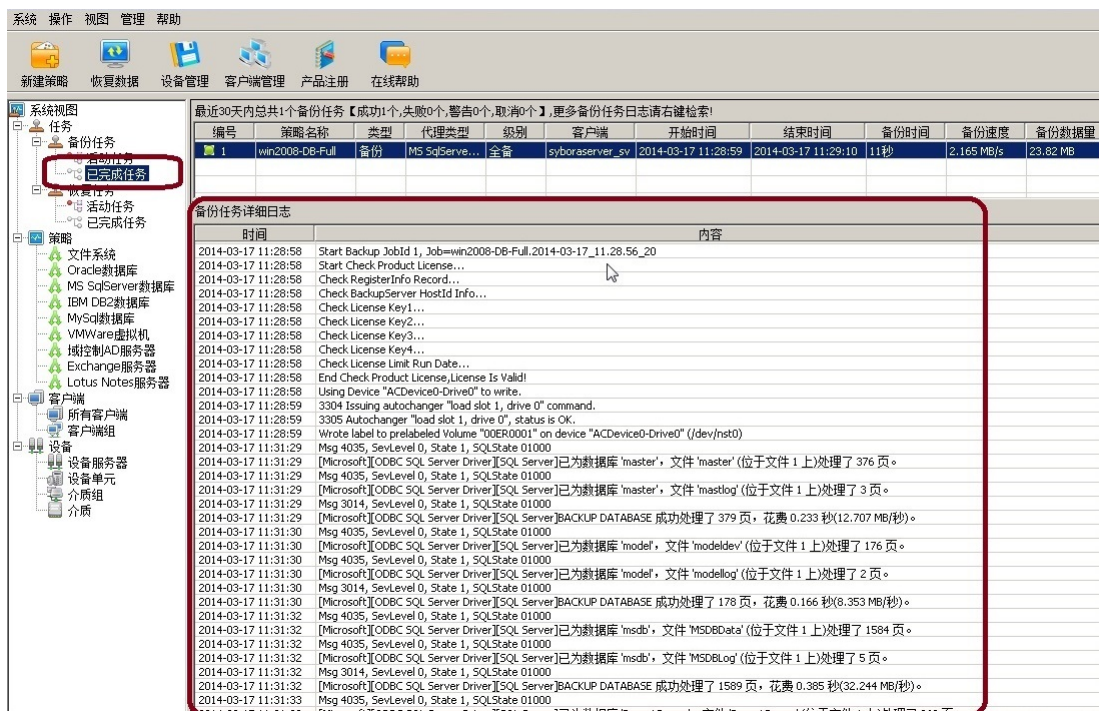 系统 操作 视图 管理 帮助
新建策略 恢复数据 设备管理 客户端管理 产品注册 在线帮助
系统视图
任务
备份任务
活动任务
已完成任务
恢复任务
活动任务
已完成任务
策略
文件系统
Oracle数据库
MS SqlServer数据库
IBM DB2数据库
MySql数据库
VMWare虚拟机
域控制AD服务器
Exchange服务器
Lotus Notes服务器
客户端
所有客户端
客户端组
设备
设备服务器
设备单元
介质组
介质
最近30天内总共1个备份任务【成功1个,失败0个,警告0个,取消0个】,更多备份任务日志请右键检索!
编号 策略名称 类型 代理类型 级别 客户端 开始时间 结束时间 备份时间 备份速度 备份数据量
1 win2008-DB-Full 备份 MS SqlServe... 全备 syboraserver_sv 2014-03-17 11:28:59 2014-03-17 11:29:10 11秒 2.165 MB/s 23.82 MB
备份任务详细日志
时间 内容
2014-03-17 11:28:58 Start Backup JobId 1, Job=win2008-DB-Full.2014-03-17_11.28.56_20
2014-03-17 11:28:58 Start Check Product License...
2014-03-17 11:28:58 Check RegisterInfo Record...
2014-03-17 11:28:58 Check BackupServer HostId Info...
2014-03-17 11:28:58 Check License Key1...
2014-03-17 11:28:58 Check License Key2...
2014-03-17 11:28:58 Check License Key3...
2014-03-17 11:28:58 Check License Key4...
2014-03-17 11:28:58 Check License Limit Run Date...
2014-03-17 11:28:58 End Check Product License,License Is Valid!
2014-03-17 11:28:58 Using Device "ACDevice0-Drive0" to write.
2014-03-17 11:28:59 3304 Issuing autochanger "load slot 1, drive 0" command.
2014-03-17 11:28:59 3305 Autochanger "load slot 1, drive 0", status is OK.
2014-03-17 11:28:59 Wrote label to prelabeled Volume "00ER0001" on device "ACDevice0-Drive0" (/dev/nst0)
2014-03-17 11:31:29 Msg 4035, SevLevel 0, State 1, SQLState 01000
2014-03-17 11:31:29 [Microsoft][ODBC SQL Server Driver][SQL Server]已为数据库 'master'，文件 'master' (位于文件 1 上)处理了 376 页。
2014-03-17 11:31:29 Msg 4035, SevLevel 0, State 1, SQLState 01000
2014-03-17 11:31:29 [Microsoft][ODBC SQL Server Driver][SQL Server]已为数据库 'master'，文件 'mastlog' (位于文件 1 上)处理了 3 页。
2014-03-17 11:31:29 Msg 3014, SevLevel 0, State 1, SQLState 01000
2014-03-17 11:31:29 [Microsoft][ODBC SQL Server Driver][SQL Server]BACKUP DATABASE 成功处理了 379 页，花费 0.233 秒(12.707 MB/秒)。
2014-03-17 11:31:30 Msg 4035, SevLevel 0, State 1, SQLState 01000
2014-03-17 11:31:30 [Microsoft][ODBC SQL Server Driver][SQL Server]已为数据库 'model'，文件 'modeldev' (位于文件 1 上)处理了 176 页。
2014-03-17 11:31:30 Msg 4035, SevLevel 0, State 1, SQLState 01000
2014-03-17 11:31:30 [Microsoft][ODBC SQL Server Driver][SQL Server]已为数据库 'model'，文件 'modellog' (位于文件 1 上)处理了 2 页。
2014-03-17 11:31:30 Msg 3014, SevLevel 0, State 1, SQLState 01000
2014-03-17 11:31:30 [Microsoft][ODBC SQL Server Driver][SQL Server]BACKUP DATABASE 成功处理了 178 页，花费 0.166 秒(8.353 MB/秒)。
2014-03-17 11:31:32 Msg 4035, SevLevel 0, State 1, SQLState 01000
2014-03-17 11:31:32 [Microsoft][ODBC SQL Server Driver][SQL Server]已为数据库 'msdb'，文件 'MSDBData' (位于文件 1 上)处理了 1584 页。
2014-03-17 11:31:32 Msg 4035, SevLevel 0, State 1, SQLState 01000
2014-03-17 11:31:32 [Microsoft][ODBC SQL Server Driver][SQL Server]已为数据库 'msdb'，文件 'MSDBLog' (位于文件 1 上)处理了 5 页。
2014-03-17 11:31:32 Msg 3014, SevLevel 0, State 1, SQLState 01000
2014-03-17 11:31:32 [Microsoft][ODBC SQL Server Driver][SQL Server]BACKUP DATABASE 成功处理了 1589 页，花费 0.385 秒(32.244 MB/秒)。
2014-03-17 11:31:33 Msg 4035, SevLevel 0, State 1, SQLState 01000